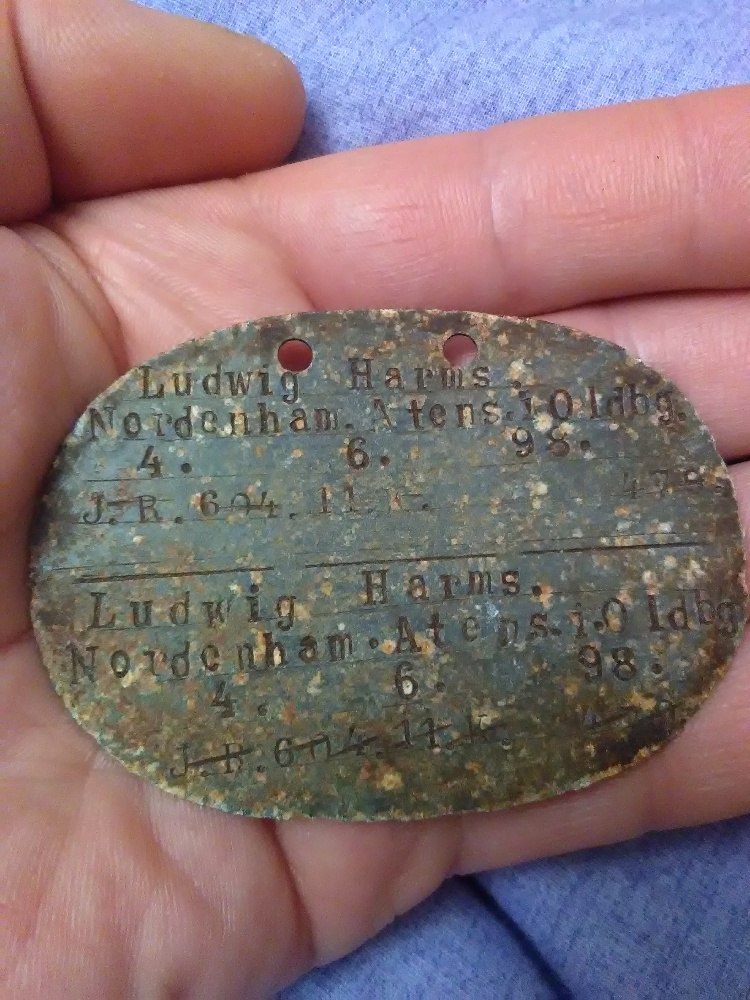 Ludwig Harms.
Nordenham. Atens. i. Oldbg.
4. 6. 98.
J.R. 604. 11. K.
Ludwig Harms.
Nordenham. Atens. i. Oldbg
4. 6. 98.
J.R. 604. 11. K.